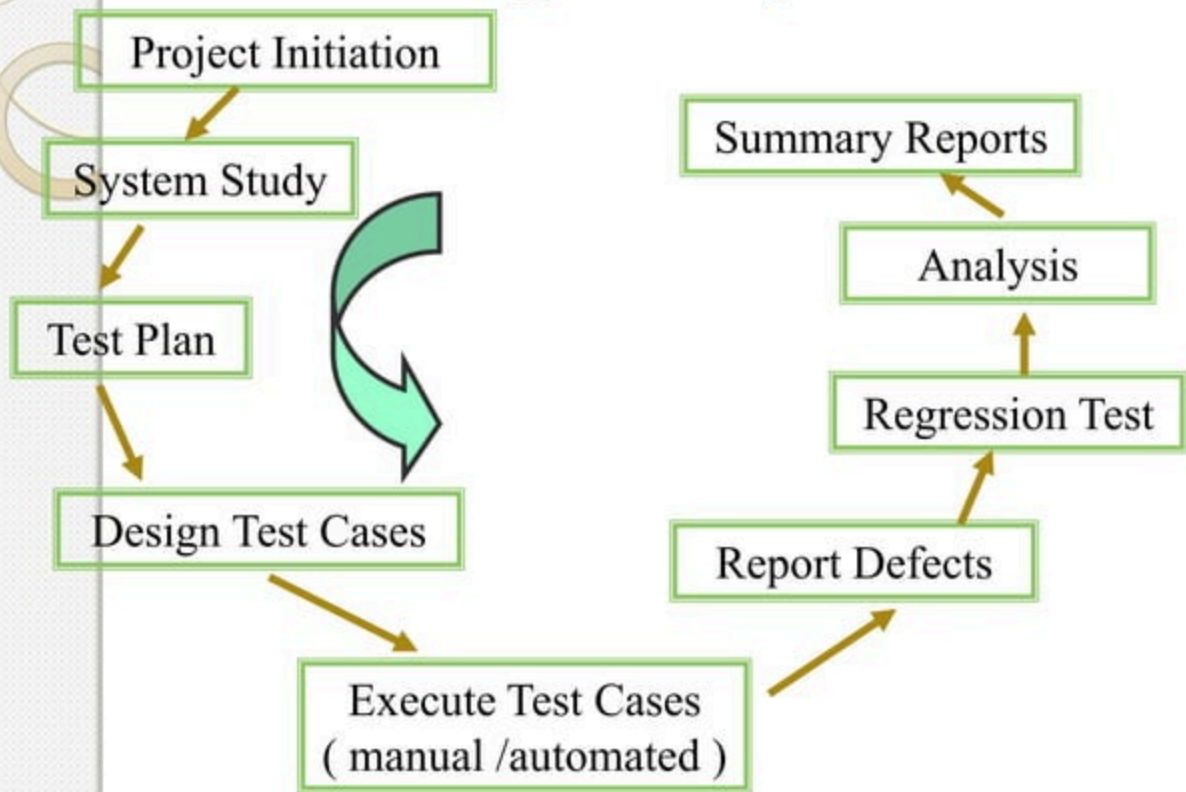 Project Initiation
System Study
Test Plan
Design Test Cases
Execute Test Cases
( manual /automated )
Report Defects
Regression Test
Analysis
Summary Reports